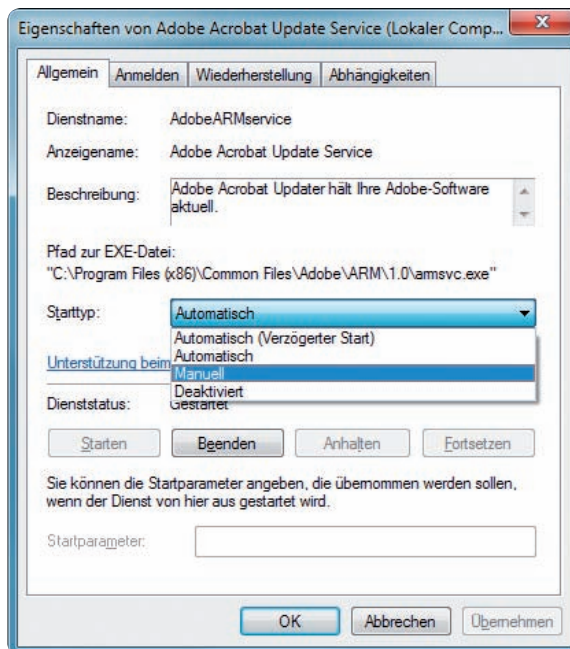 Eigenschaften von Adobe Acrobat Update Service (Lokaler Comp...
Allgemein Anmelden Wiederherstellung Abhängigkeiten
Dienstname: AdobeARMservice
Anzeigename: Adobe Acrobat Update Service
Beschreibung: Adobe Acrobat Updater hält Ihre Adobe-Software
aktuell.
Pfad zur EXE-Datei:
"C:\Program Files (x86)\Common Files\Adobe\ARM\1.0\armsvc.exe"
Starttyp: Automatisch
Automatisch (Verzögerter Start)
Automatisch
Unterstützung beim
Manuell
Deaktiviert
Dienststatus: Gestartet
Starten Beenden Anhalten Fortsetzen
Sie können die Startparameter angeben, die übernommen werden sollen,
wenn der Dienst von hier aus gestartet wird.
Startparameter:
OK Abbrechen Übernehmen